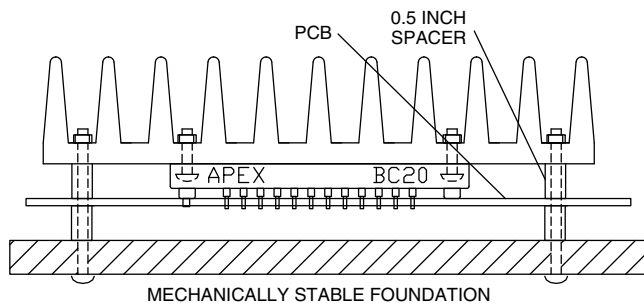 PCB
0.5 INCH
SPACER
APEX BC20
MECHANICALLY STABLE FOUNDATION